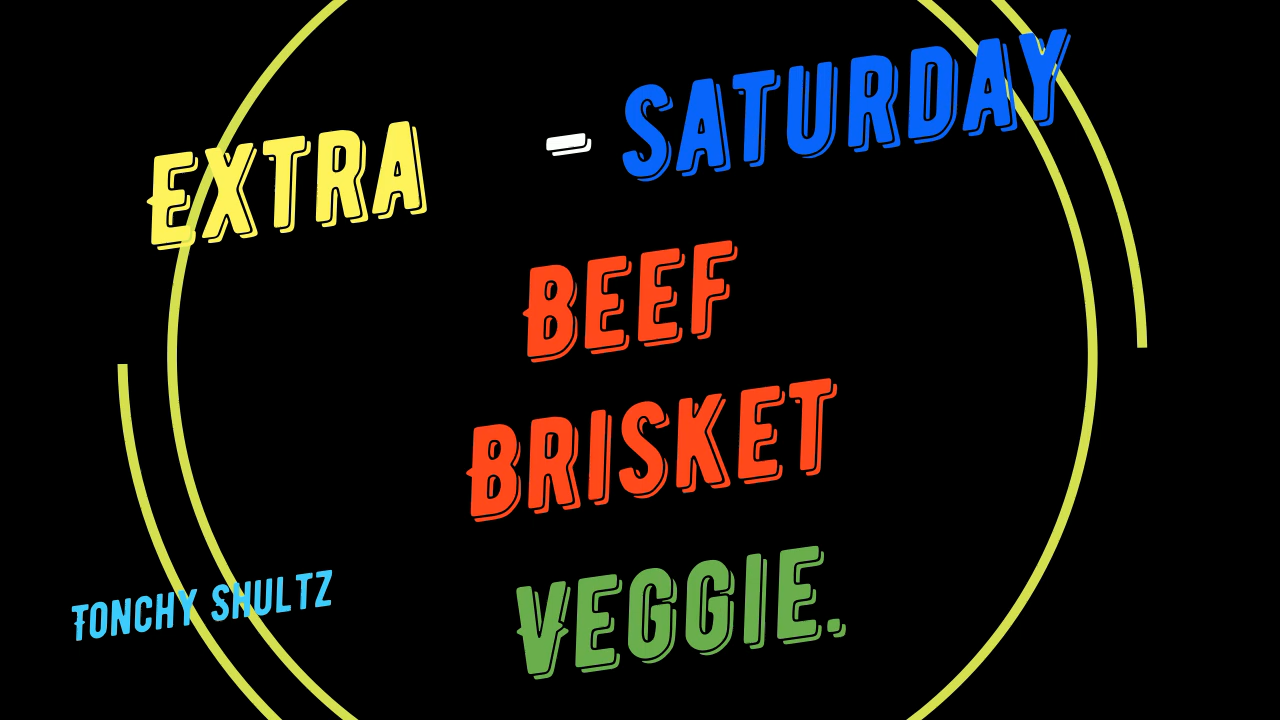 EXTRA - SATURDAY
BEEF
BRISKET
VEGGIE.
TONCHY SHULTZ